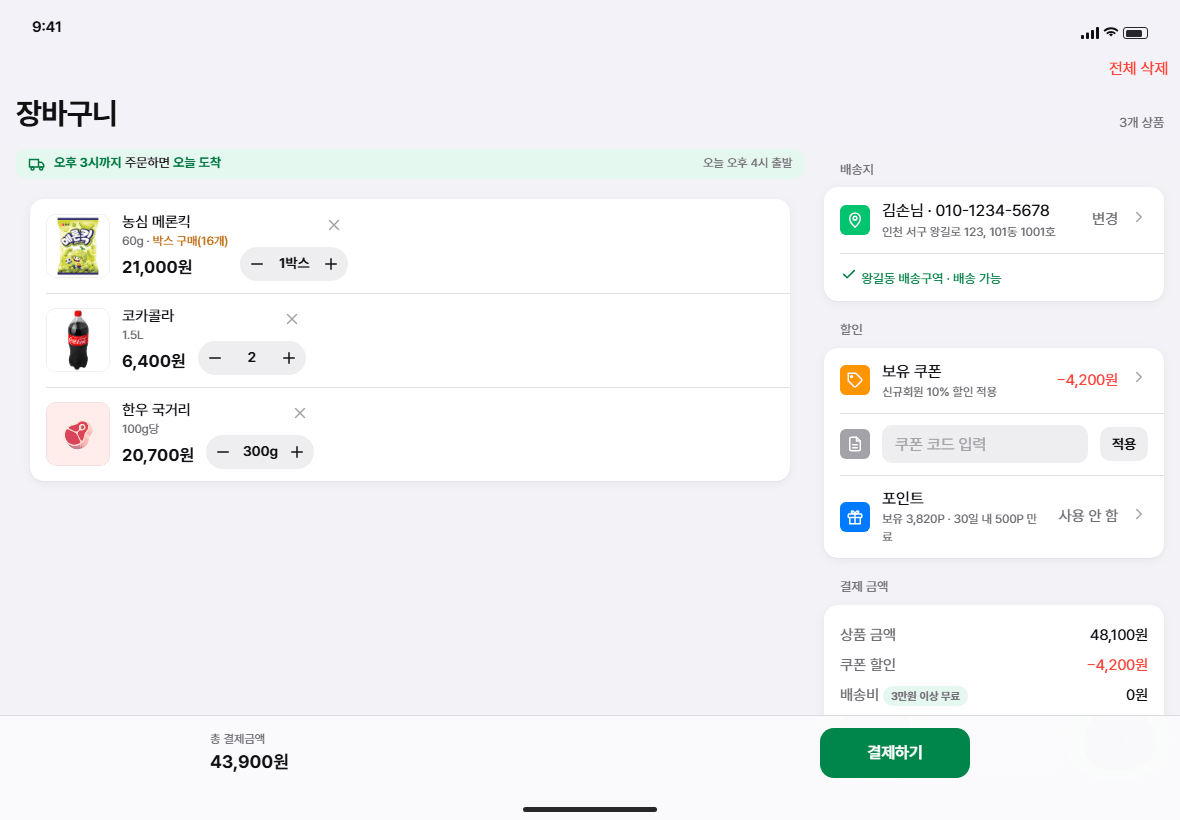 9:41
전체 삭제
장바구니
3개 상품
오후 3시까지 주문하면 오늘 도착
오늘 오후 4시 출발
농심 메론킥
60g · 박스 구매(16개)
21,000원
1박스
코카콜라
1.5L
6,400원
2
한우 국거리
100g당
20,700원
300g
배송지
김손님 · 010-1234-5678
인천 서구 왕길로 123, 101동 1001호
변경
왕길동 배송구역 · 배송 가능
할인
보유 쿠폰
신규회원 10% 할인 적용
−4,200원
쿠폰 코드 입력
적용
포인트
보유 3,820P · 30일 내 500P 만
료
사용 안 함
결제 금액
상품 금액
48,100원
쿠폰 할인
−4,200원
배송비 3만원 이상 무료
0원
총 결제금액
43,900원
결제하기